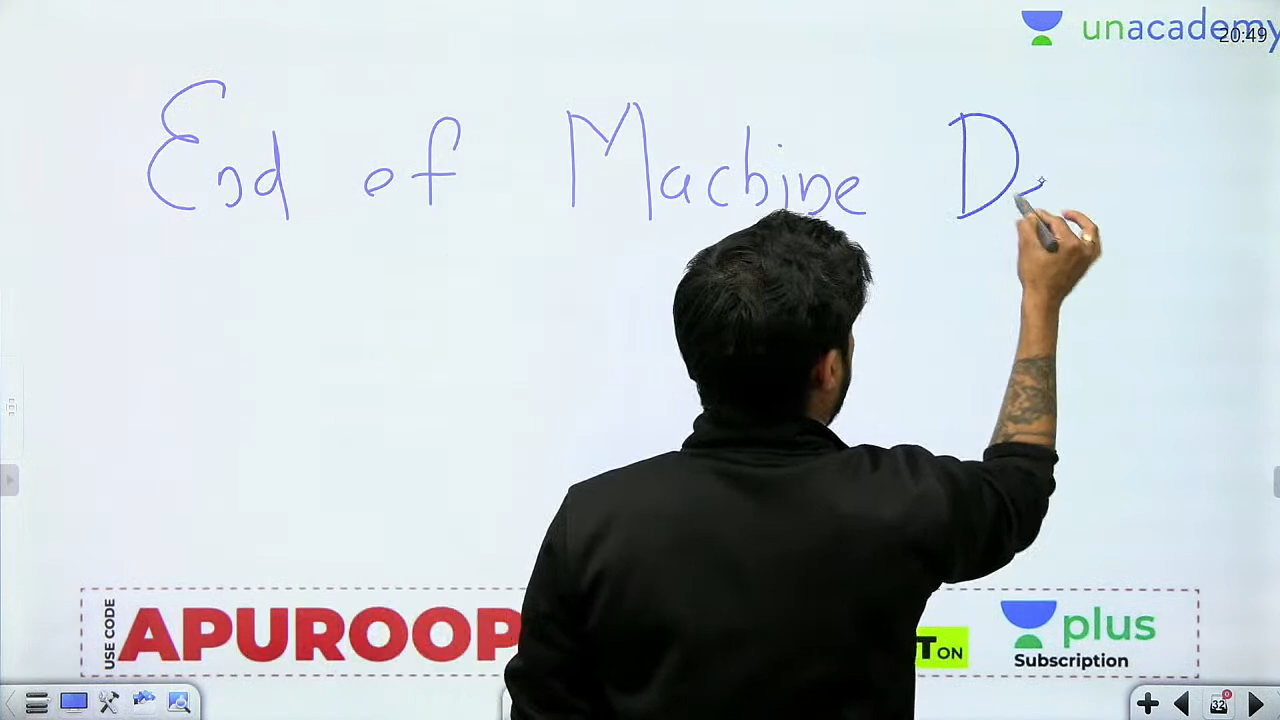 unacademy
20:49
End of Machine D
USE CODE
APUROOP
T ON
plus
Subscription
32